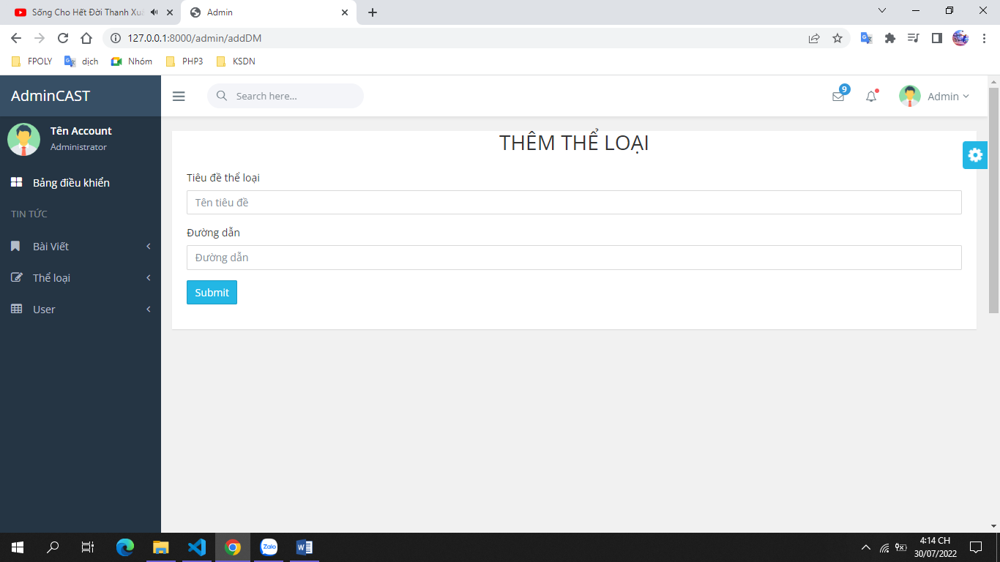 Sống Cho Hết Đời Thanh Xuâ
Admin
127.0.0.1:8000/admin/addDM
FPOLY
dịch
Nhóm
PHP3
KSDN
AdminCAST
Search here...
9
Admin
Tên Account
Administrator
Bảng điều khiển
TIN TỨC
Bài Viết
Thể loại
User
THÊM THỂ LOẠI
Tiêu đề thể loại
Tên tiêu đề
Đường dẫn
Đường dẫn
Submit
Zalo
4:14 CH
30/07/2022